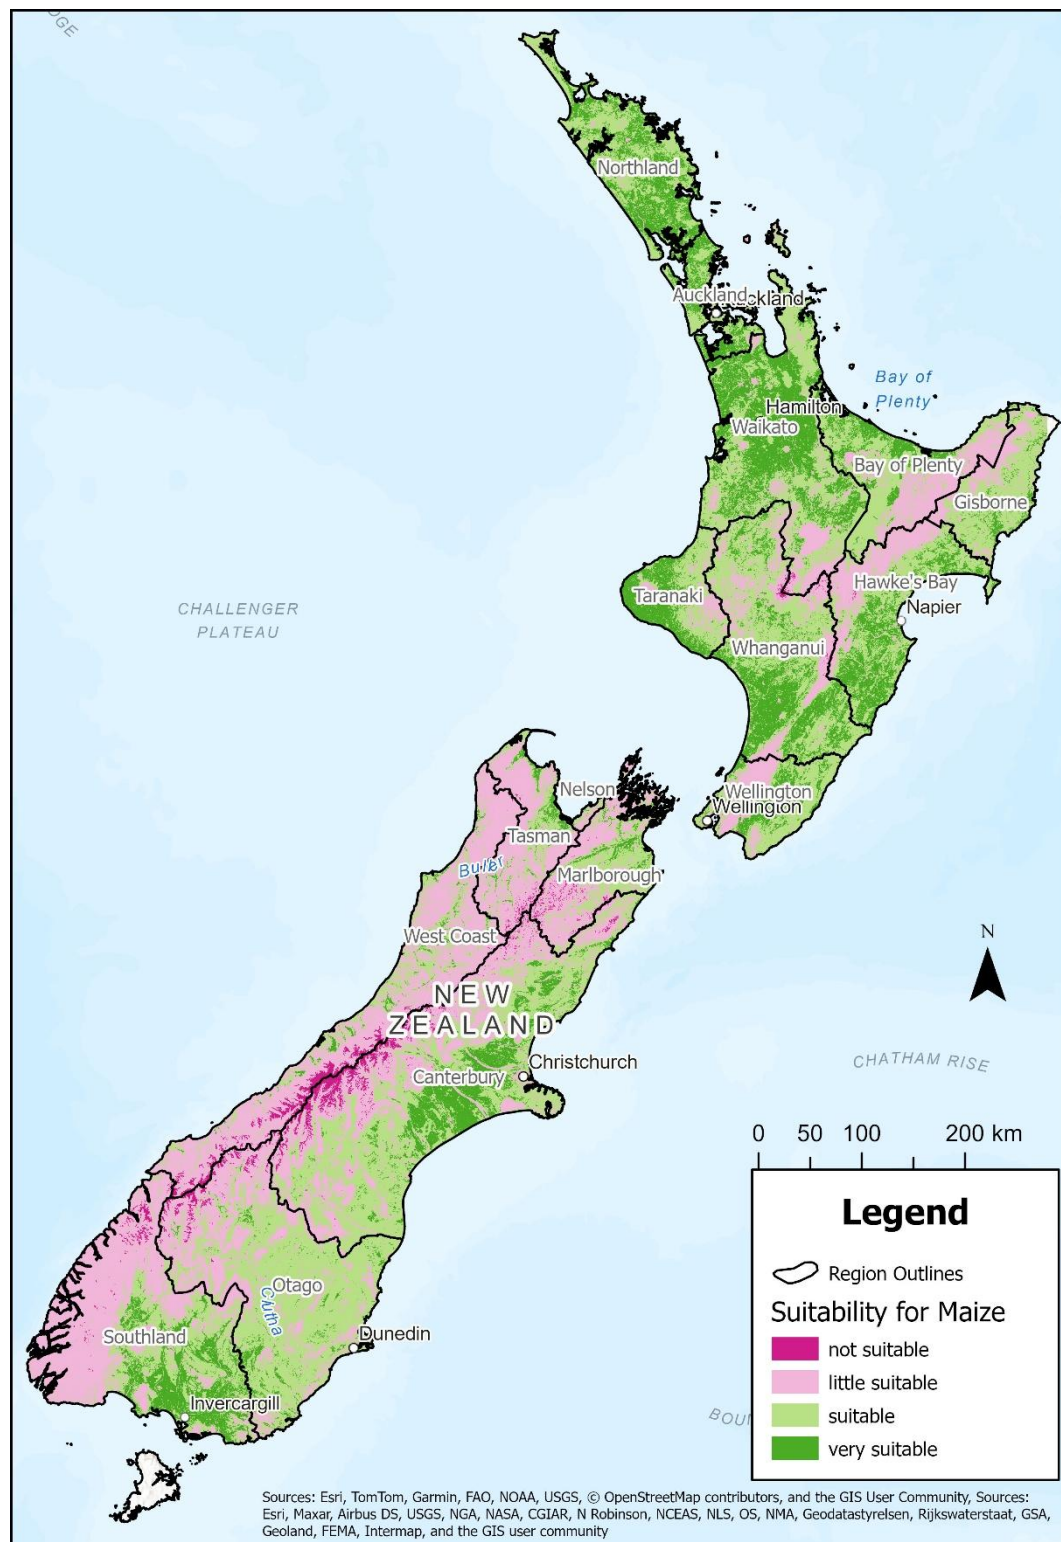 DGE
Northland
Auckland
Auckland
Bay of
Plenty
Hamilton
Waikato
Bay of Plenty
Gisborne
Hawke's Bay
Taranaki
Napier
CHALLENGER
PLATEAU
Whanganui
Nelson
Wellington
Wellington
Tasman
Buller
Marlborough
West Coast
N
NEW
ZEALAND
Christchurch
CHATHAM RISE
Canterbury
0 50 100 200 km
Legend
Region Outlines
Otago
Clutha
Suitability for Maize
Southland
Dunedin
not suitable
little suitable
Invercargill
suitable
BOU
very suitable
Sources: Esri, TomTom, Garmin, FAO, NOAA, USGS, © OpenStreetMap contributors, and the GIS User Community, Sources:
Esri, Maxar, Airbus DS, USGS, NGA, NASA, CGIAR, N Robinson, NCEAS, NLS, OS, NMA, Geodatastyrelsen, Rijkswaterstaat, GSA,
Geoland, FEMA, Intermap, and the GIS user community